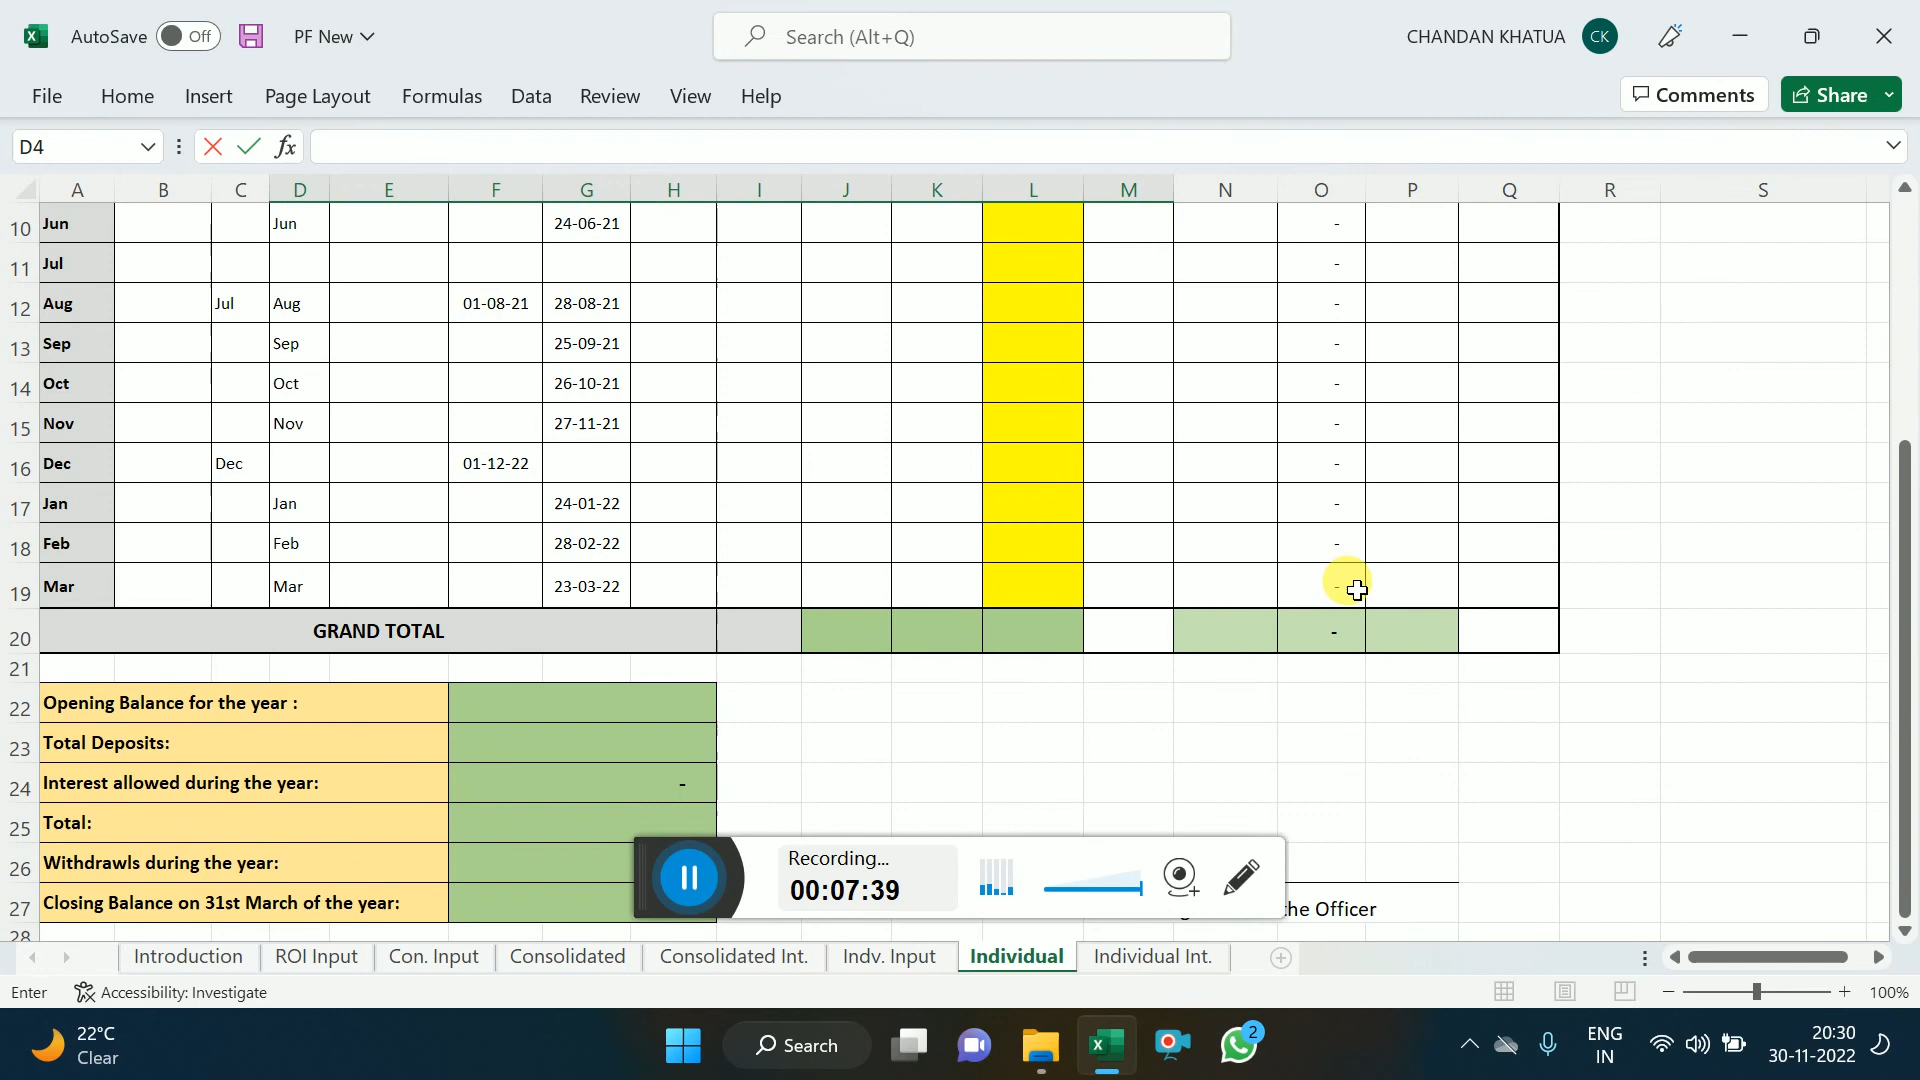 AutoSave Off PF New Search (Alt+Q) CHANDAN KHATUA CK
File Home Insert Page Layout Formulas Data Review View Help Comments Share
D4 fx
A B C D E F G H I J K L M N O P Q R S
10 Jun Jun 24-06-21 -
11 Jul -
12 Aug Jul Aug 01-08-21 28-08-21 -
13 Sep Sep 25-09-21 -
14 Oct Oct 26-10-21 -
15 Nov Nov 27-11-21 -
16 Dec Dec 01-12-22 -
17 Jan Jan 24-01-22 -
18 Feb Feb 28-02-22 -
19 Mar Mar 23-03-22 -
20 GRAND TOTAL -
21
22 Opening Balance for the year :
23 Total Deposits:
24 Interest allowed during the year: -
25 Total:
26 Withdrawls during the year:
27 Closing Balance on 31st March of the year: the Officer
28
Recording...
00:07:39
Introduction ROI Input Con. Input Consolidated Consolidated Int. Indv. Input Individual Individual Int.
Enter Accessibility: Investigate 100%
22°C
Clear
Search
2
ENG
IN
20:30
30-11-2022